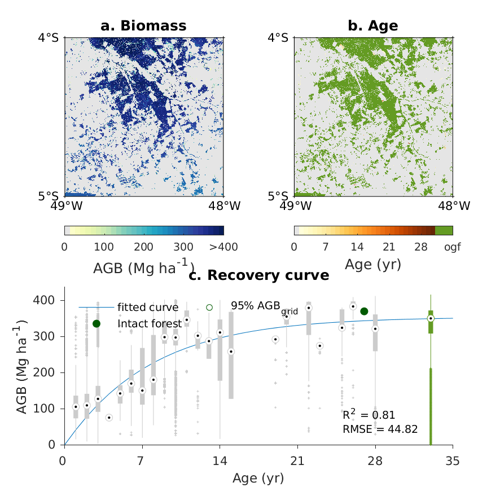 a. Biomass
b. Age
4°S
5°S
49°W
48°W
4°S
5°S
49°W
48°W
0 100 200 300 >400
AGB (Mg ha⁻¹)
0 7 14 21 28 ogf
Age (yr)
c. Recovery curve
fitted curve
95% AGB_grid
Intact forest
AGB (Mg ha⁻¹)
400
300
200
100
0
R² = 0.81
RMSE = 44.82
0 7 14 21 28 35
Age (yr)